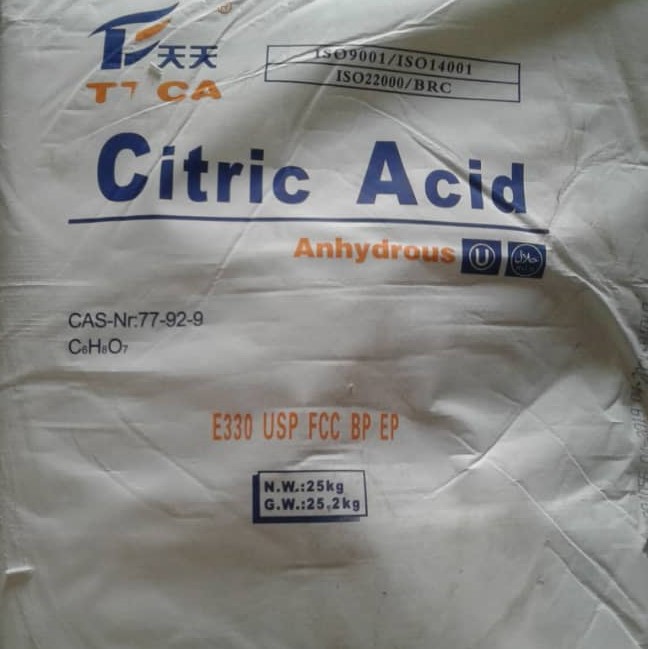 ®
天天
TTCA
ISO9001/ISO14001
ISO22000/BRC
Citric Acid
Anhydrous U حلال
CAS-Nr:77-92-9
C₆H₈O₇
E330 USP FCC BP EP
N.W.:25kg
G.W.:25.2kg